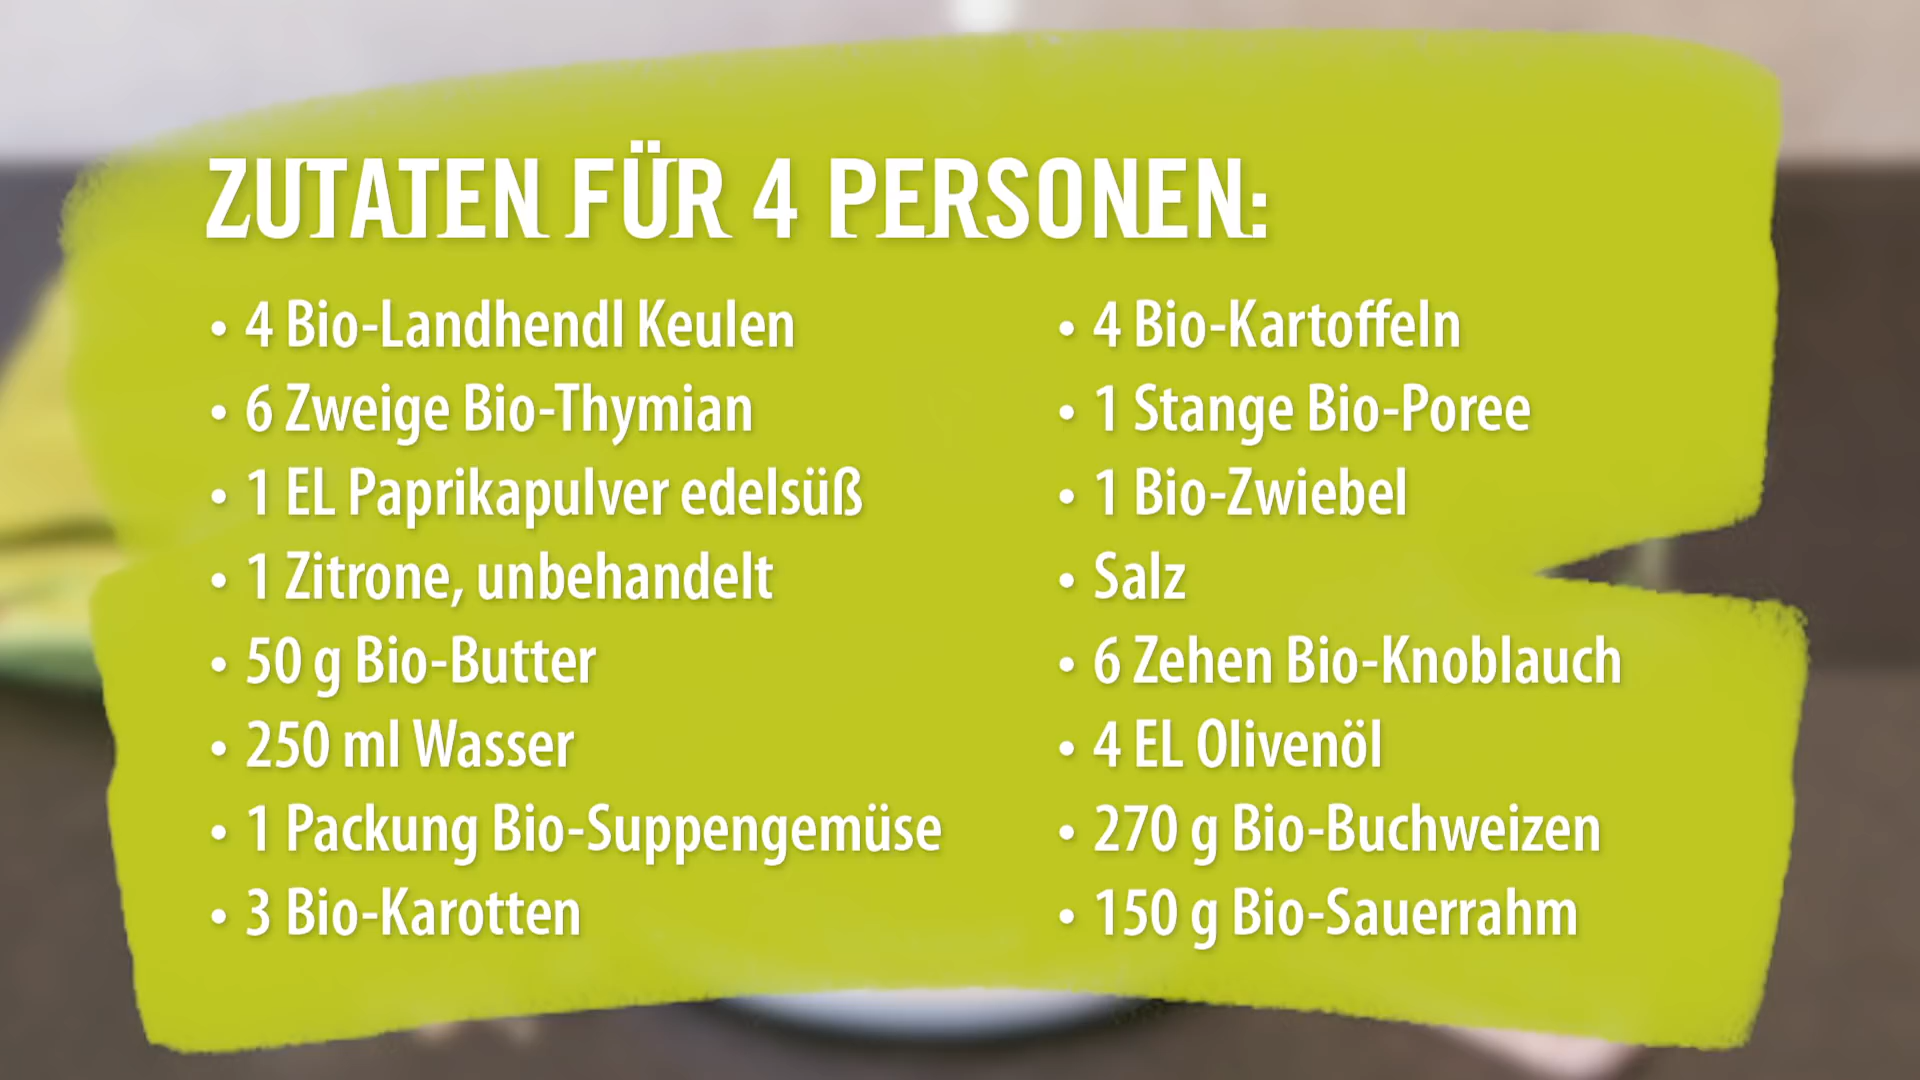 ZUTATEN FÜR 4 PERSONEN:
• 4 Bio-Landhendl Keulen
• 6 Zweige Bio-Thymian
• 1 EL Paprikapulver edelsüß
• 1 Zitrone, unbehandelt
• 50 g Bio-Butter
• 250 ml Wasser
• 1 Packung Bio-Suppengemüse
• 3 Bio-Karotten
• 4 Bio-Kartoffeln
• 1 Stange Bio-Poree
• 1 Bio-Zwiebel
• Salz
• 6 Zehen Bio-Knoblauch
• 4 EL Olivenöl
• 270 g Bio-Buchweizen
• 150 g Bio-Sauerrahm